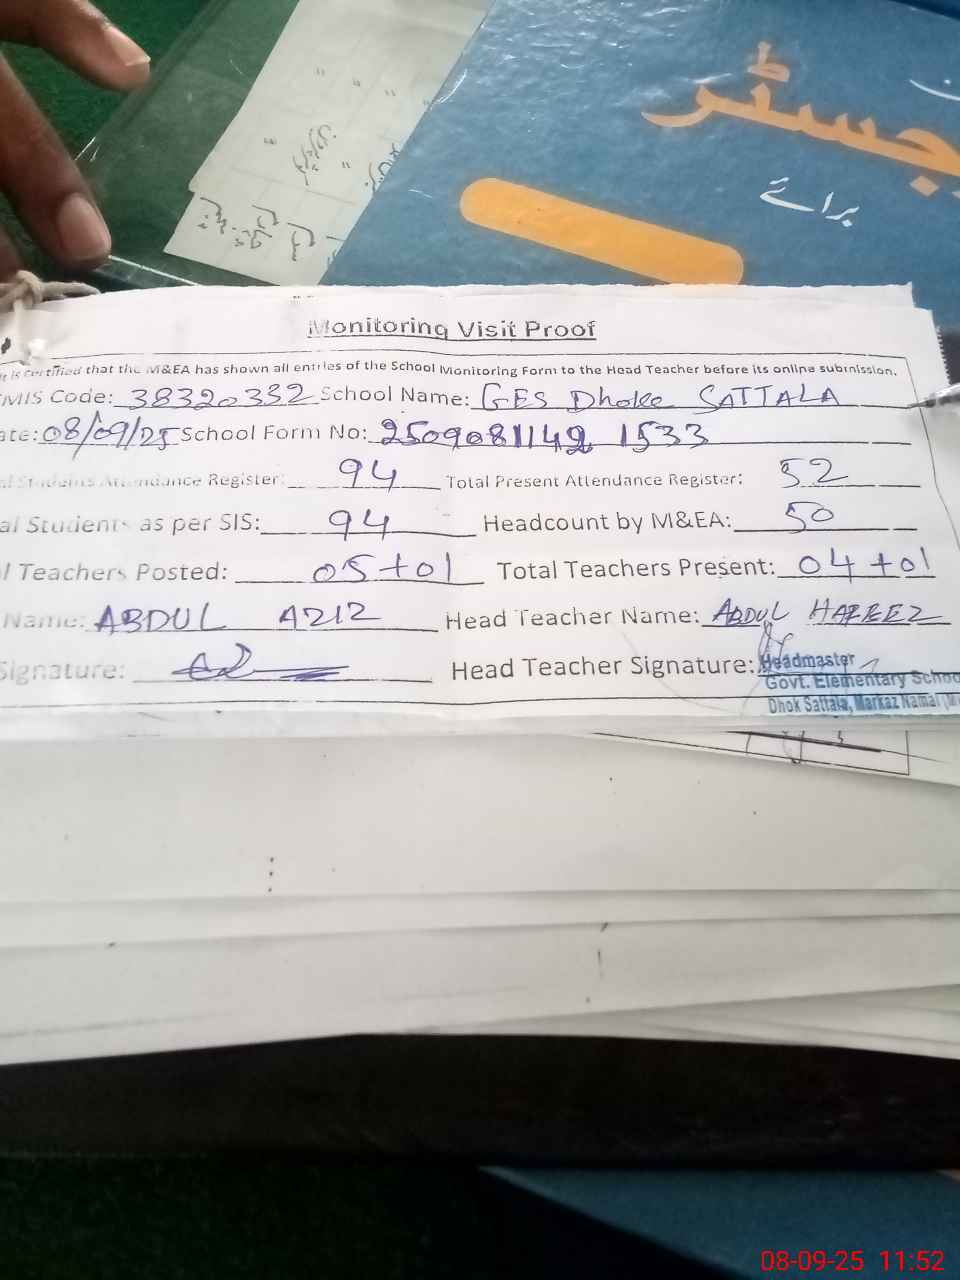 جسٹر
برائے
Monitoring Visit Proof
It is certified that the M&EA has shown all entries of the School Monitoring Form to the Head Teacher before its online submission.
MIS Code: 38320332 School Name: GES Dhoke SATTALA
ate: 08/09/25 School Form No: 2509081142 1533
al Students Attendance Register: 94 Total Present Attendance Register: 52
al Students as per SIS: 94 Headcount by M&EA: 50
l Teachers Posted: 05+01 Total Teachers Present: 04+01
Name: ABDUL AZIZ Head Teacher Name: ABDUL HAFEEZ
Signature: Head Teacher Signature:
Headmaster
Govt. Elementary Schoo
Dhok Sattala, Markaz Namal (M
08-09-25 11:52